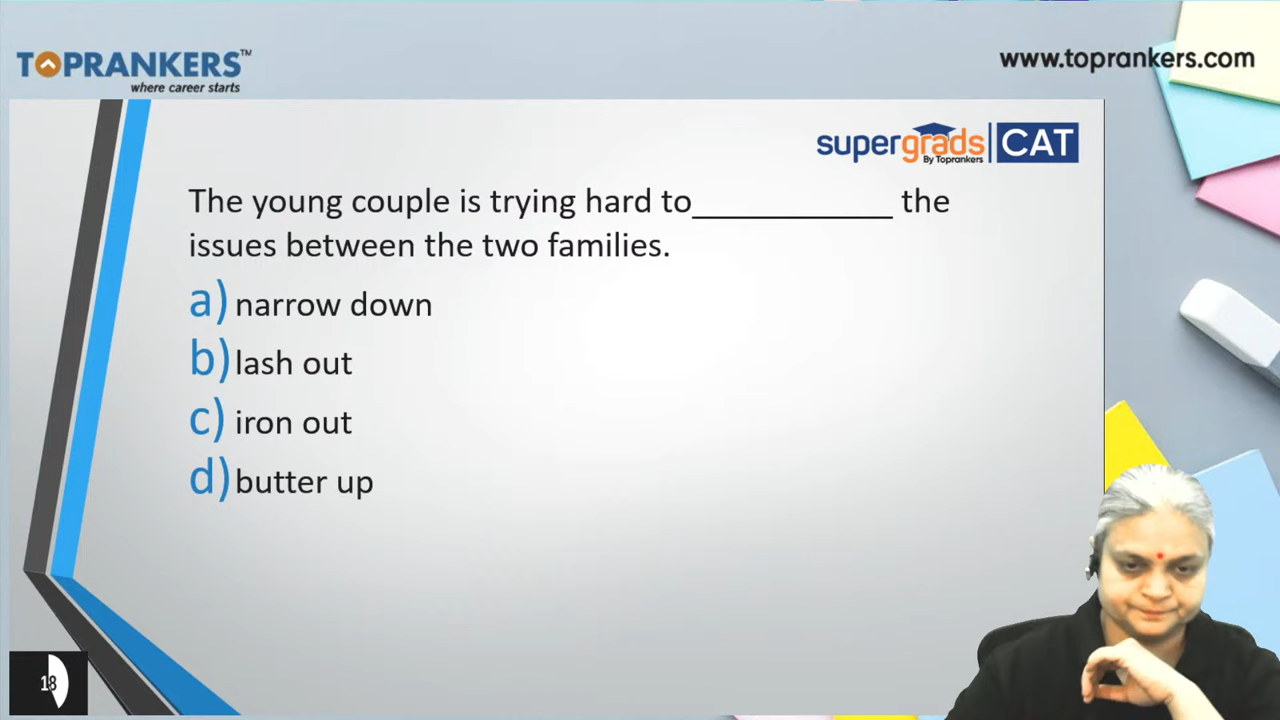 TOPRANKERS™
where career starts
www.toprankers.com
supergrads | CAT
By Toprankers
The young couple is trying hard to____________ the
issues between the two families.
a) narrow down
b) lash out
c) iron out
d) butter up
18